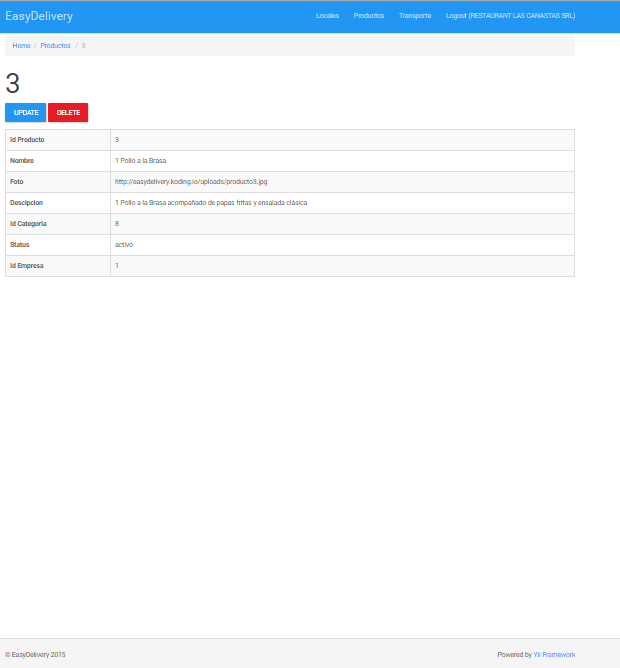 EasyDelivery Locales Productos Transporte Logout (RESTAURANT LAS CANASTAS SRL)
Home / Productos / 3
3
UPDATE DELETE
Id Producto 3
Nombre 1 Pollo a la Brasa
Foto http://easydelivery.koding.io/uploads/producto3.jpg
Descipcion 1 Pollo a la Brasa acompañado de papas fritas y ensalada clásica
Id Categoria 8
Status activo
Id Empresa 1
© EasyDelivery 2015 Powered by Yii Framework